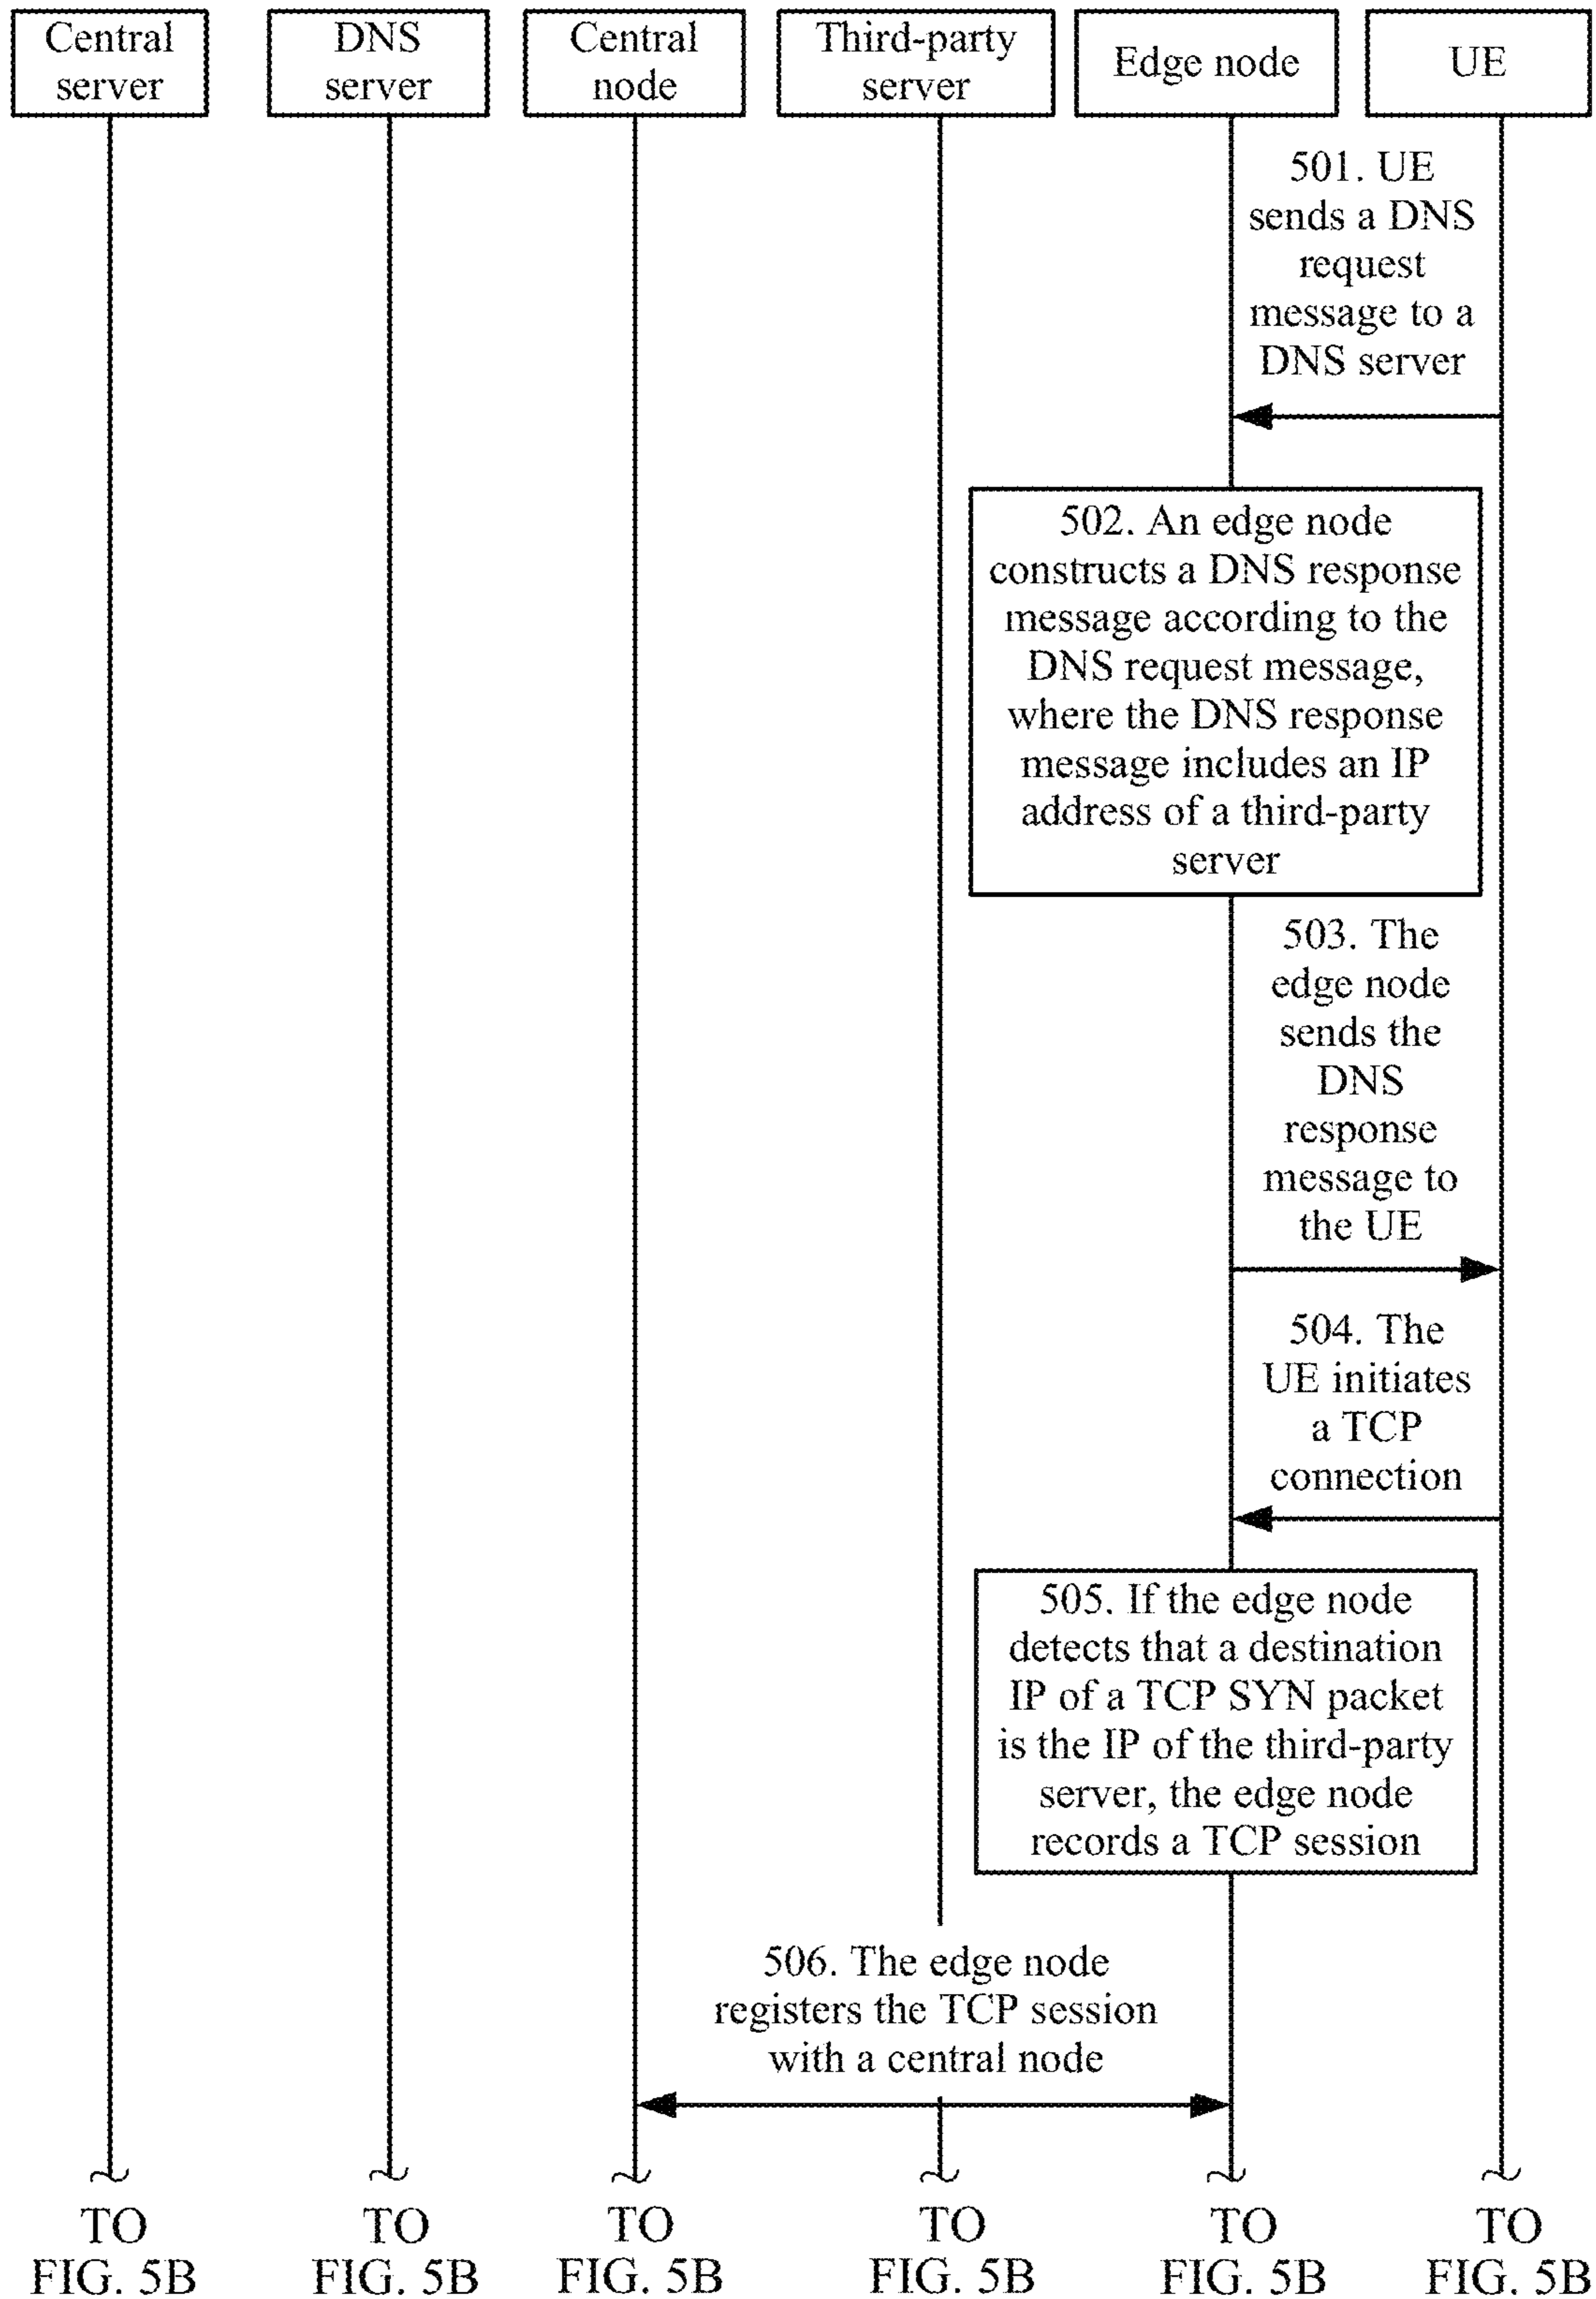 Central
server
DNS
server
Central
node
Third-party
server
Edge node
UE
501. UE
sends a DNS
request
message to a
DNS server
502. An edge node
constructs a DNS response
message according to the
DNS request message,
where the DNS response
message includes an IP
address of a third-party
server
503. The
edge node
sends the
DNS
response
message to
the UE
504. The
UE initiates
a TCP
connection
505. If the edge node
detects that a destination
IP of a TCP SYN packet
is the IP of the third-party
server, the edge node
records a TCP session
506. The edge node
registers the TCP session
with a central node
TO
FIG. 5B
TO
FIG. 5B
TO
FIG. 5B
TO
FIG. 5B
TO
FIG. 5B
TO
FIG. 5B